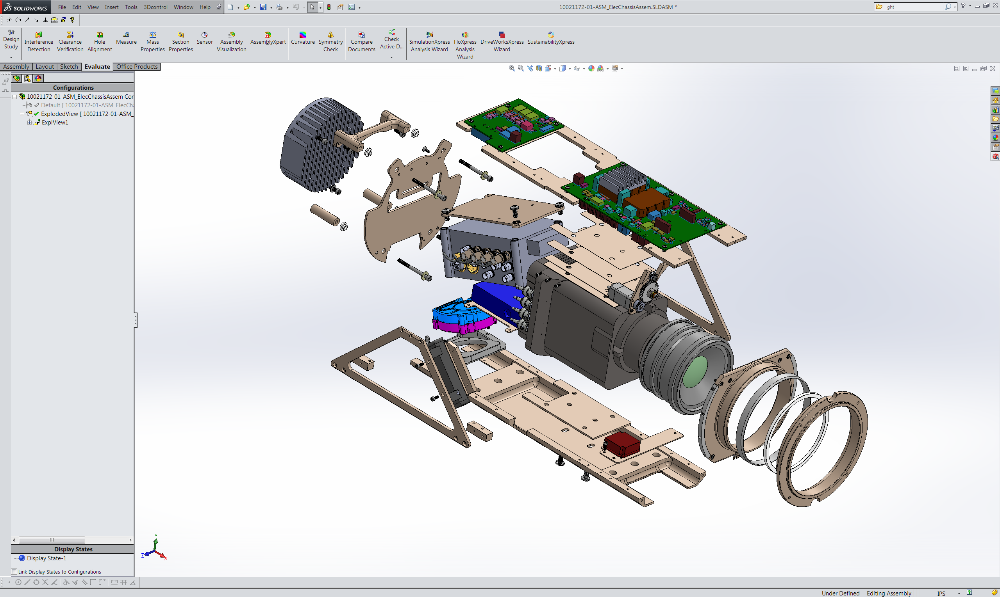 SOLIDWORKS File Edit View Insert Tools 3Dcontrol Window Help 10021172-01-ASM_ElecChassisAssem.SLDASM * ght
Design Study
Interference Detection
Clearance Verification
Hole Alignment
Measure
Mass Properties
Section Properties
Sensor
Assembly Visualization
AssemblyXpert
Curvature
Symmetry Check
Compare Documents
Check Active D...
SimulationXpress Analysis Wizard
FloXpress Analysis Wizard
DriveWorksXpress Wizard
SustainabilityXpress
Assembly Layout Sketch Evaluate Office Products
Configurations
10021172-01-ASM_ElecChassisAssem Cor
Default [ 10021172-01-ASM_ElecCh
ExplodedView [ 10021172-01-ASM_
ExplView1
Y
Z X
Display States
Display State-1
Link Display States to Configurations
Under Defined Editing Assembly IPS